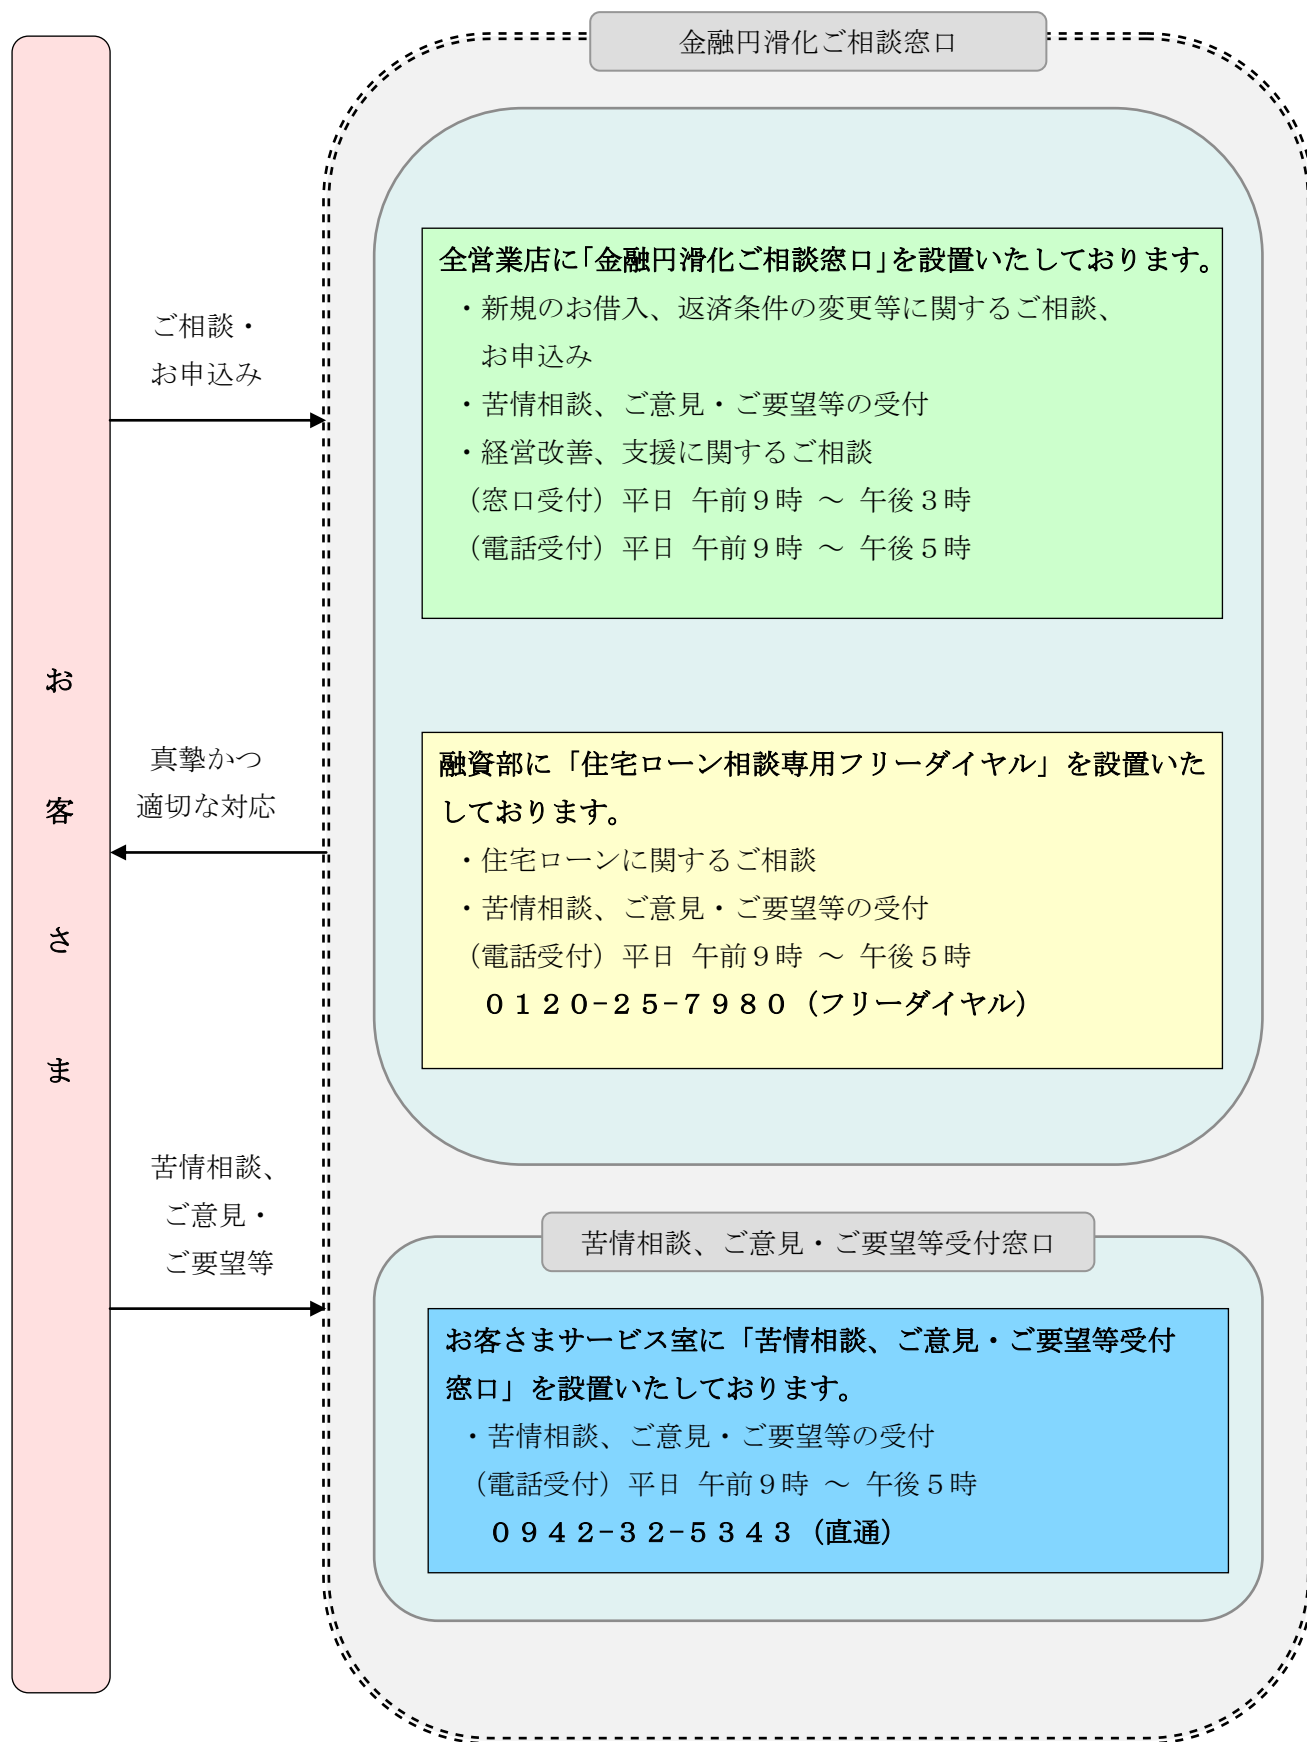 金融円滑化ご相談窓口
全営業店に「金融円滑化ご相談窓口」を設置いたしております。
・新規のお借入、返済条件の変更等に関するご相談、
お申込み
・苦情相談、ご意見・ご要望等の受付
・経営改善、支援に関するご相談
（窓口受付）平日 午前９時 ～ 午後３時
（電話受付）平日 午前９時 ～ 午後５時
ご相談・
お申込み
お客さま
真摯かつ
適切な対応
融資部に「住宅ローン相談専用フリーダイヤル」を設置いた
しております。
・住宅ローンに関するご相談
・苦情相談、ご意見・ご要望等の受付
（電話受付）平日 午前９時 ～ 午後５時
０１２０-２５-７９８０（フリーダイヤル）
苦情相談、
ご意見・
ご要望等
苦情相談、ご意見・ご要望等受付窓口
お客さまサービス室に「苦情相談、ご意見・ご要望等受付
窓口」を設置いたしております。
・苦情相談、ご意見・ご要望等の受付
（電話受付）平日 午前９時 ～ 午後５時
０９４２-３２-５３４３（直通）